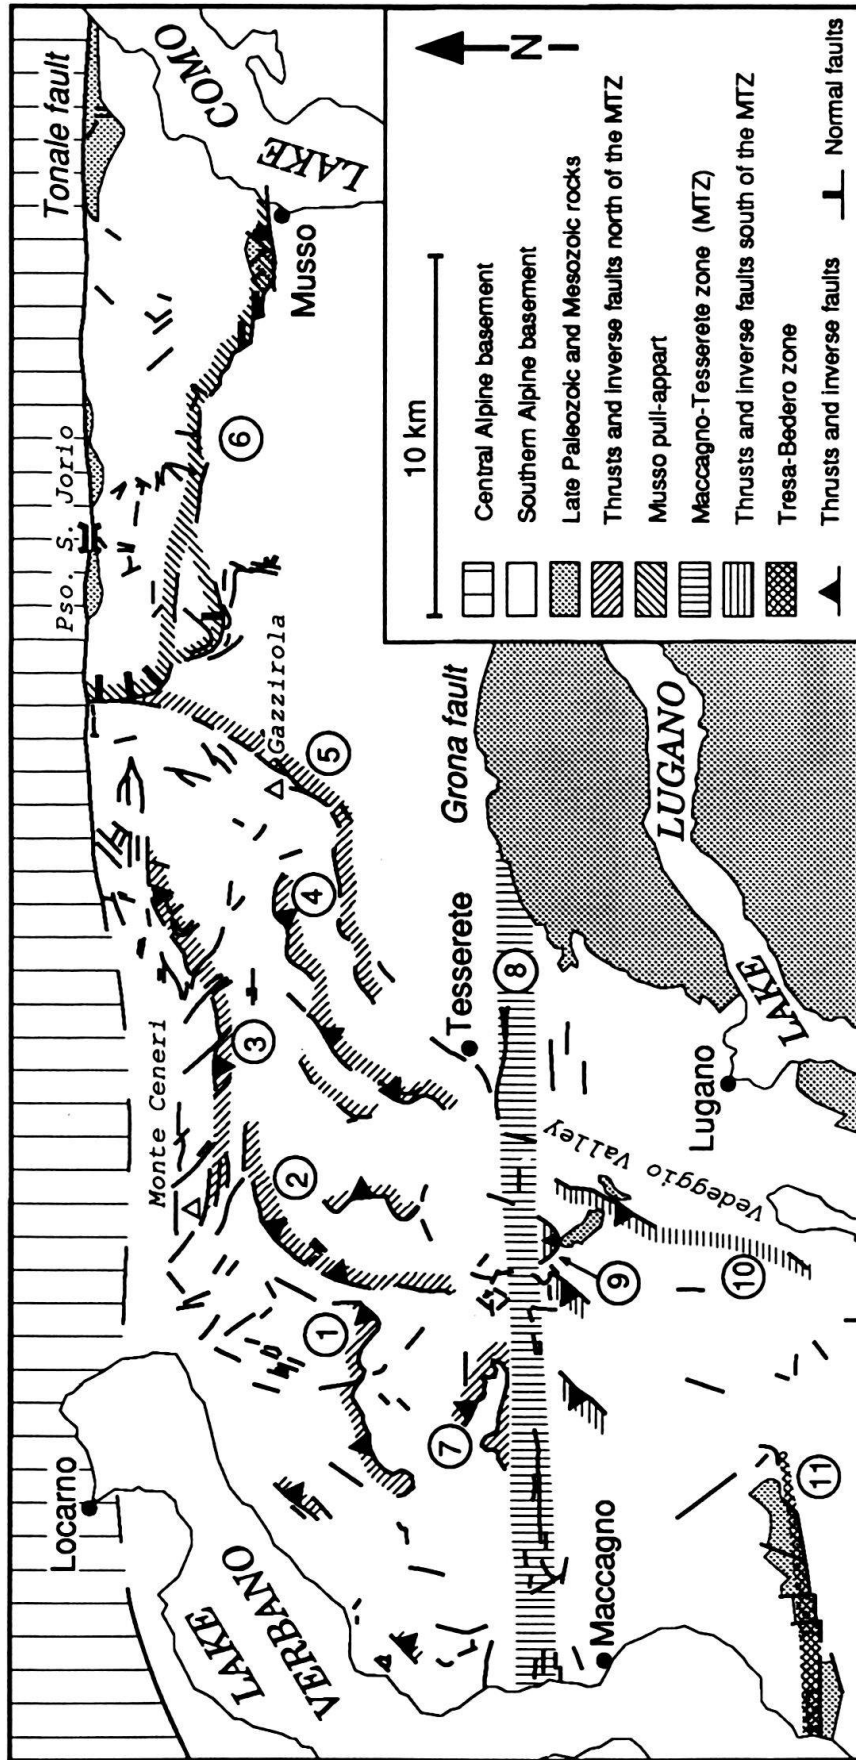 Tonale fault
Pso. S. Jorio
LAKE
COMO
Musso
6
Gazzirola
5
4
3
Monte Ceneri
2
1
7
Locarno
LAKE
VERBANO
Maccagno
Tesserete
8
Grona fault
Vedeggio Valley
9
10
11
Lugano
LAKE
LUGANO
N
10 km
Central Alpine basement
Southern Alpine basement
Late Paleozoic and Mesozoic rocks
Thrusts and inverse faults north of the MTZ
Musso pull-appart
Maccagno-Tesserete zone (MTZ)
Thrusts and inverse faults south of the MTZ
Tresa-Bedero zone
Thrusts and inverse faults
Normal faults